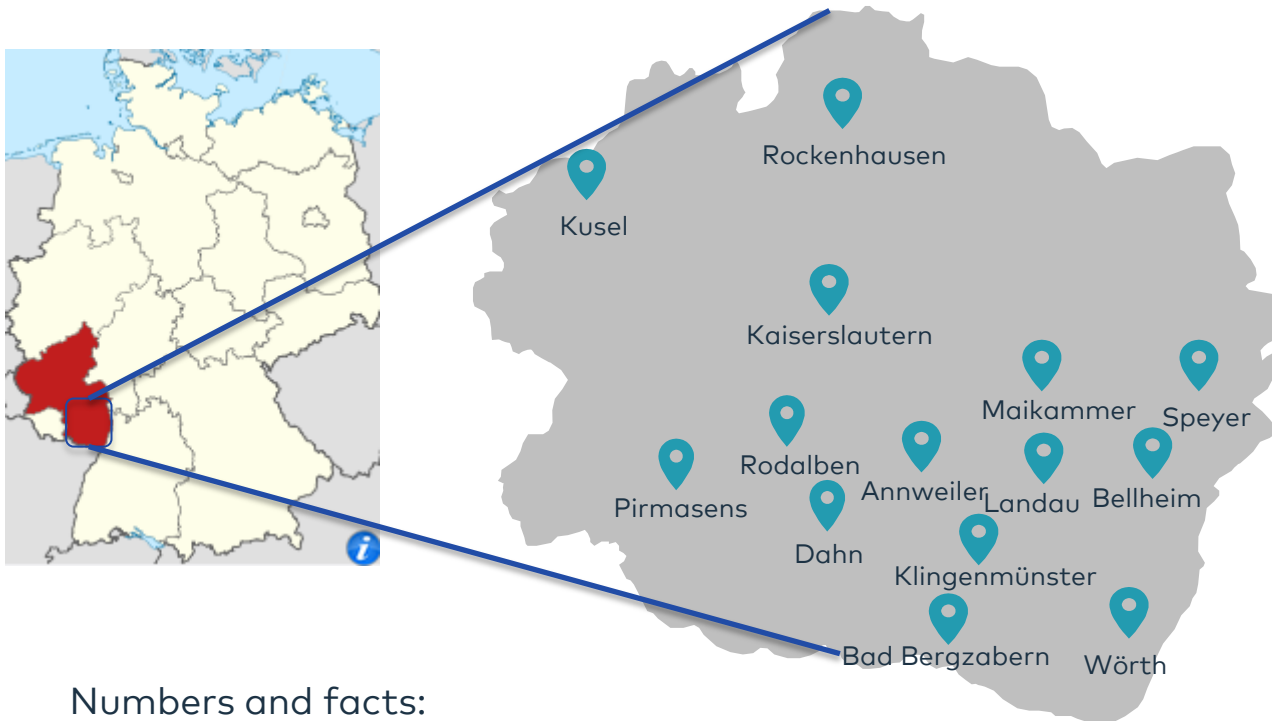 Rockenhausen
Kusel
Kaiserslautern
Maikammer
Speyer
Rodalben
Annweiler
Landau
Bellheim
Pirmasens
Dahn
Klingenmünster
Bad Bergzabern
Wörth
i
Numbers and facts: